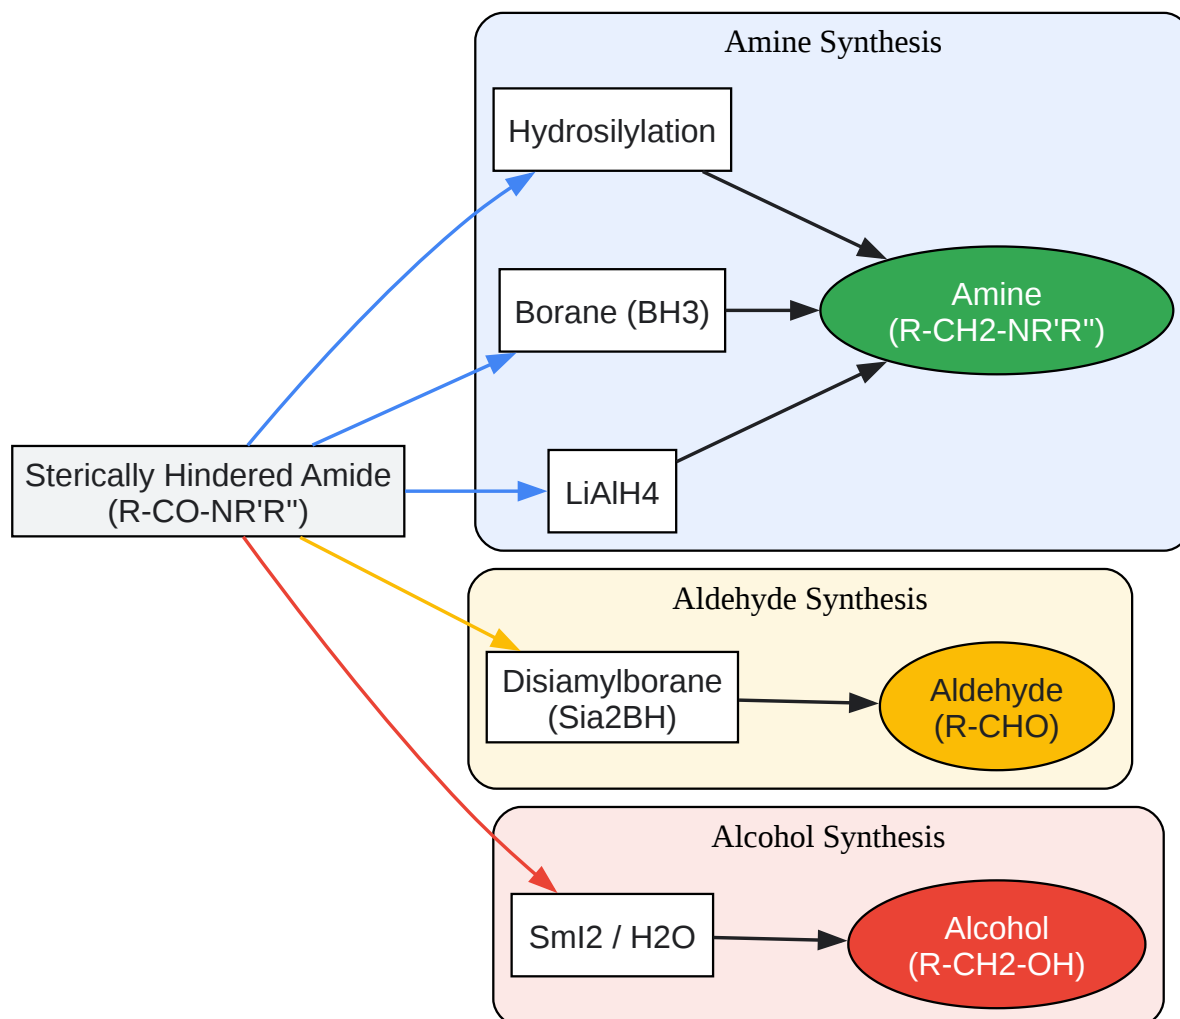 Amine Synthesis
Hydrosilylation
Borane (BH3)
Amine
(R-CH2-NR'R")
LiAlH4
Sterically Hindered Amide
(R-CO-NR'R")
Aldehyde Synthesis
Disiamylborane
(Sia2BH)
Aldehyde
(R-CHO)
Alcohol Synthesis
SmI2 / H2O
Alcohol
(R-CH2-OH)